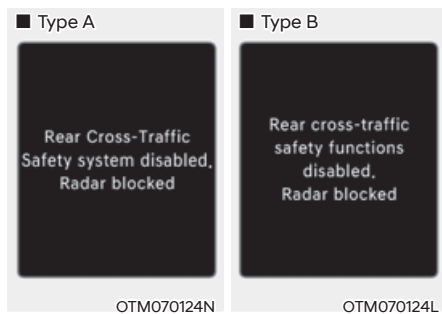 ■ Type A
Rear Cross-Traffic
Safety system disabled.
Radar blocked
OTM070124N
■ Type B
Rear cross-traffic
safety functions
disabled.
Radar blocked
OTM070124L